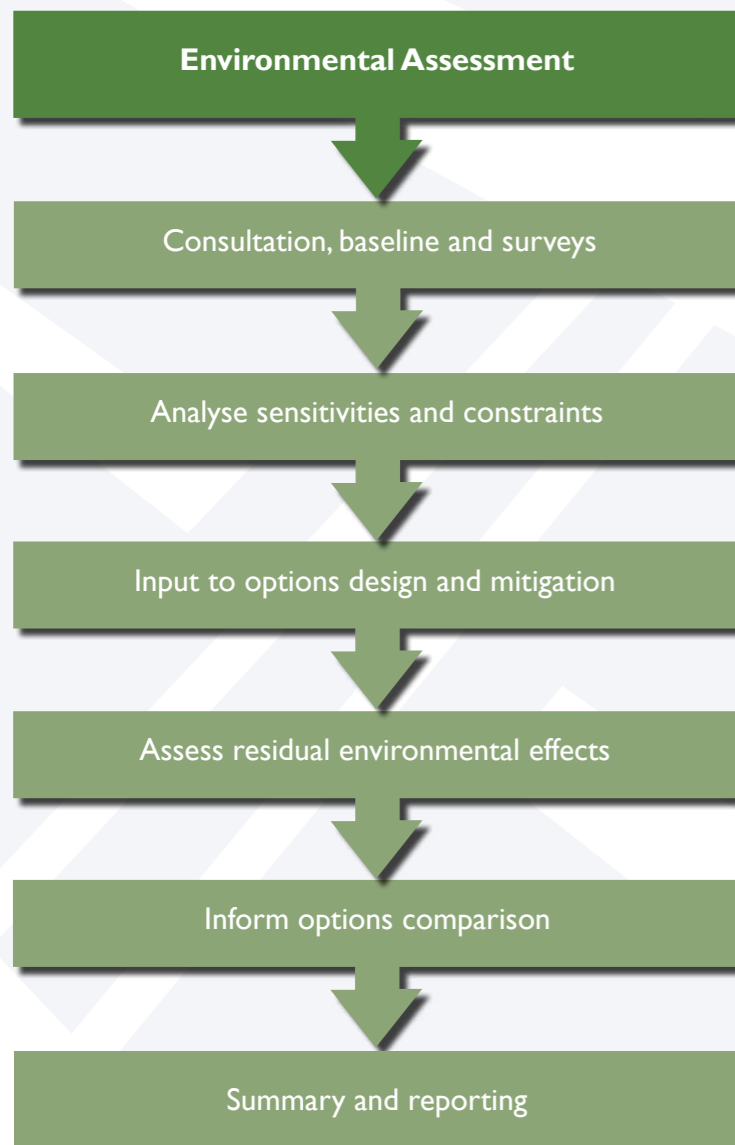 Environmental Assessment
Consultation, baseline and surveys
Analyse sensitivities and constraints
Input to options design and mitigation
Assess residual environmental effects
Inform options comparison
Summary and reporting